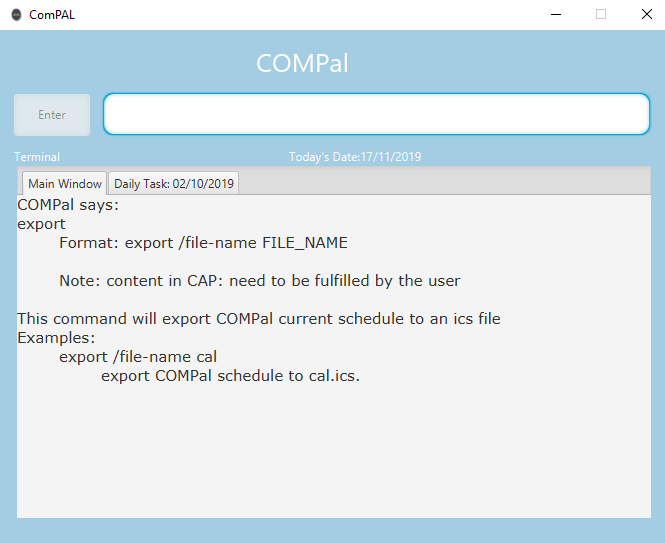 ComPAL
COMPal
Enter
Terminal
Today's Date:17/11/2019
Main Window
Daily Task: 02/10/2019
COMPal says:
export
Format: export /file-name FILE_NAME
Note: content in CAP: need to be fulfilled by the user
This command will export COMPal current schedule to an ics file
Examples:
export /file-name cal
export COMPal schedule to cal.ics.